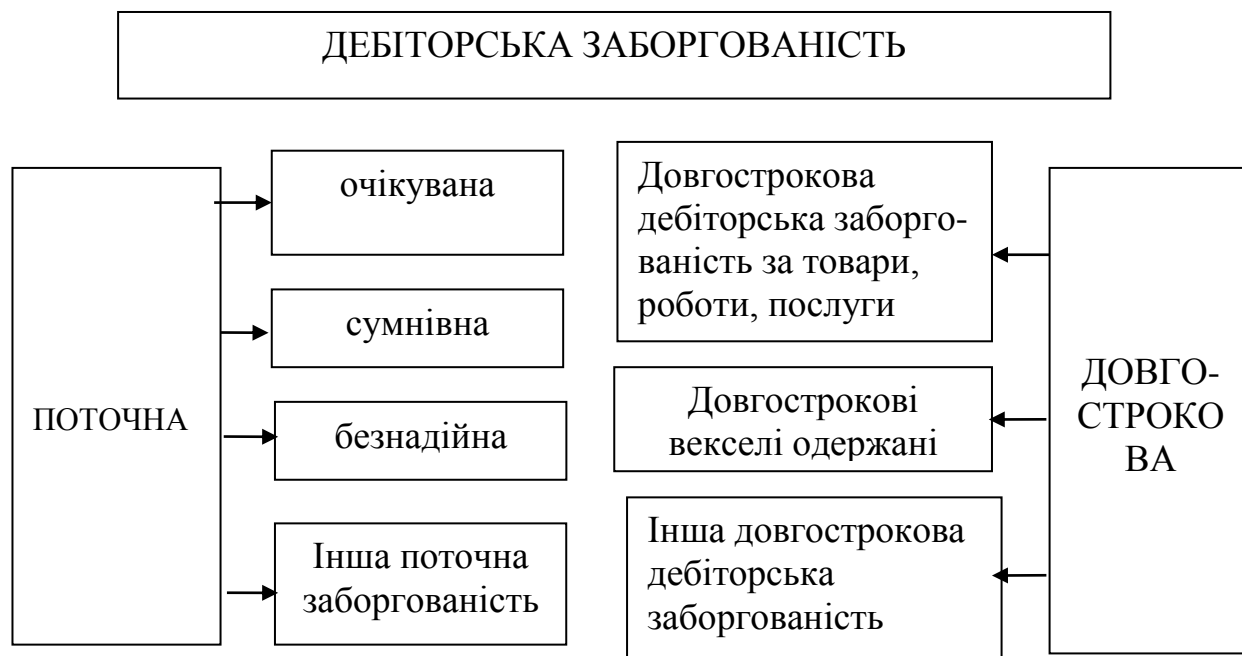 ДЕБІТОРСЬКА ЗАБОРГОВАНІСТЬ
ПОТОЧНА
очікувана
сумнівна
безнадійна
Інша поточна
заборгованість
Довгострокова
дебіторська заборго-
ваність за товари,
роботи, послуги
Довгострокові
векселі одержані
Інша довгострокова
дебіторська
заборгованість
ДОВГО-
СТРОКО
ВА